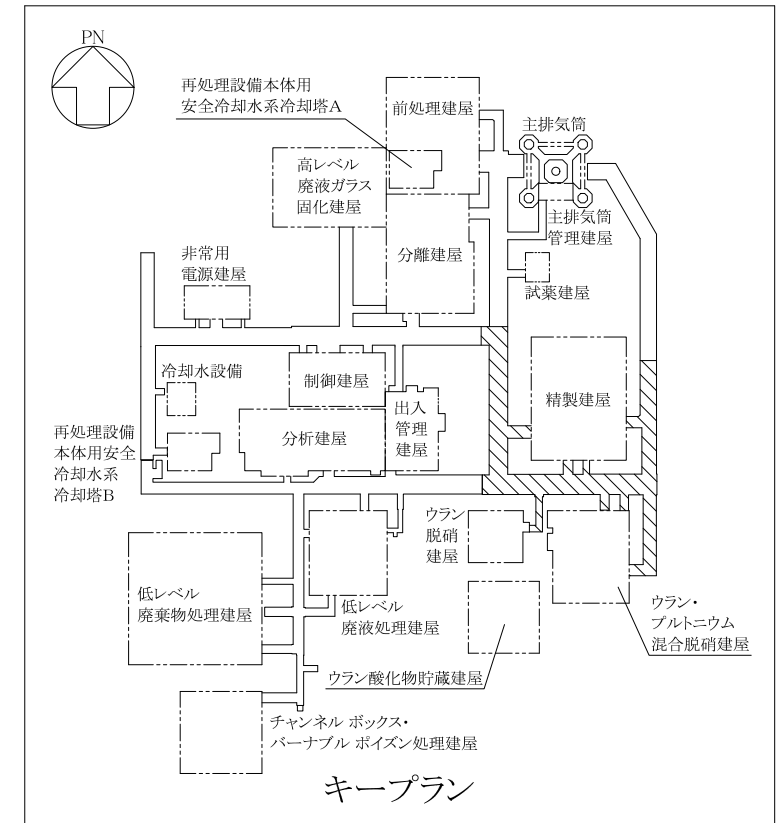 PN
再処理設備本体用
安全冷却水系冷却塔A
前処理建屋
主排気筒
高レベル
廃液ガラス
固化建屋
主排気筒
管理建屋
非常用
電源建屋
分離建屋
試薬建屋
冷却水設備
制御建屋
精製建屋
出入
管理
建屋
分析建屋
再処理設備
本体用安全
冷却水系
冷却塔B
ウラン
脱硝
建屋
低レベル
廃棄物処理建屋
低レベル
廃液処理建屋
ウラン・
プルトニウム
混合脱硝建屋
ウラン酸化物貯蔵建屋
チャンネル ボックス・
バーナブル ポイズン処理建屋
キープラン